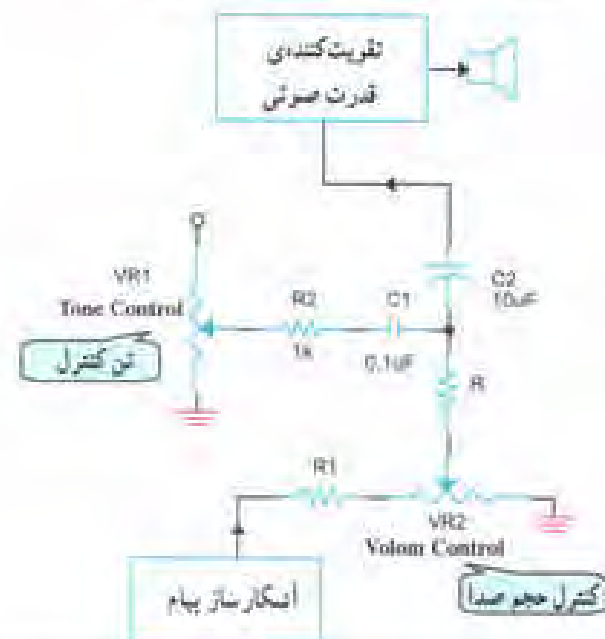 تقویت‌کننده‌ی
قدرت صوتی
VR1
Tone Control
تن کنترل
R2
1k
C1
0.1uF
C2
10uF
R
R1
VR2
Volom Control
کنترل حجم صدا
آشکارساز پیام